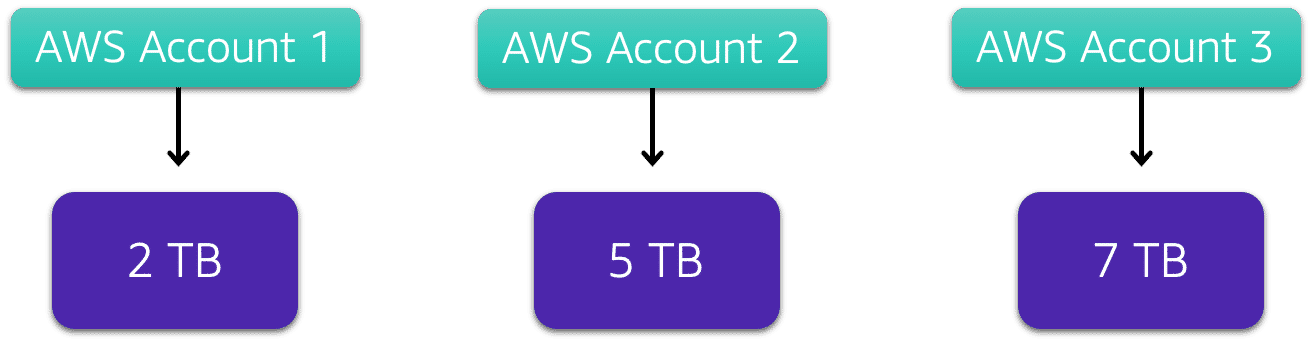 AWS Account 1
AWS Account 2
AWS Account 3
2 TB
5 TB
7 TB